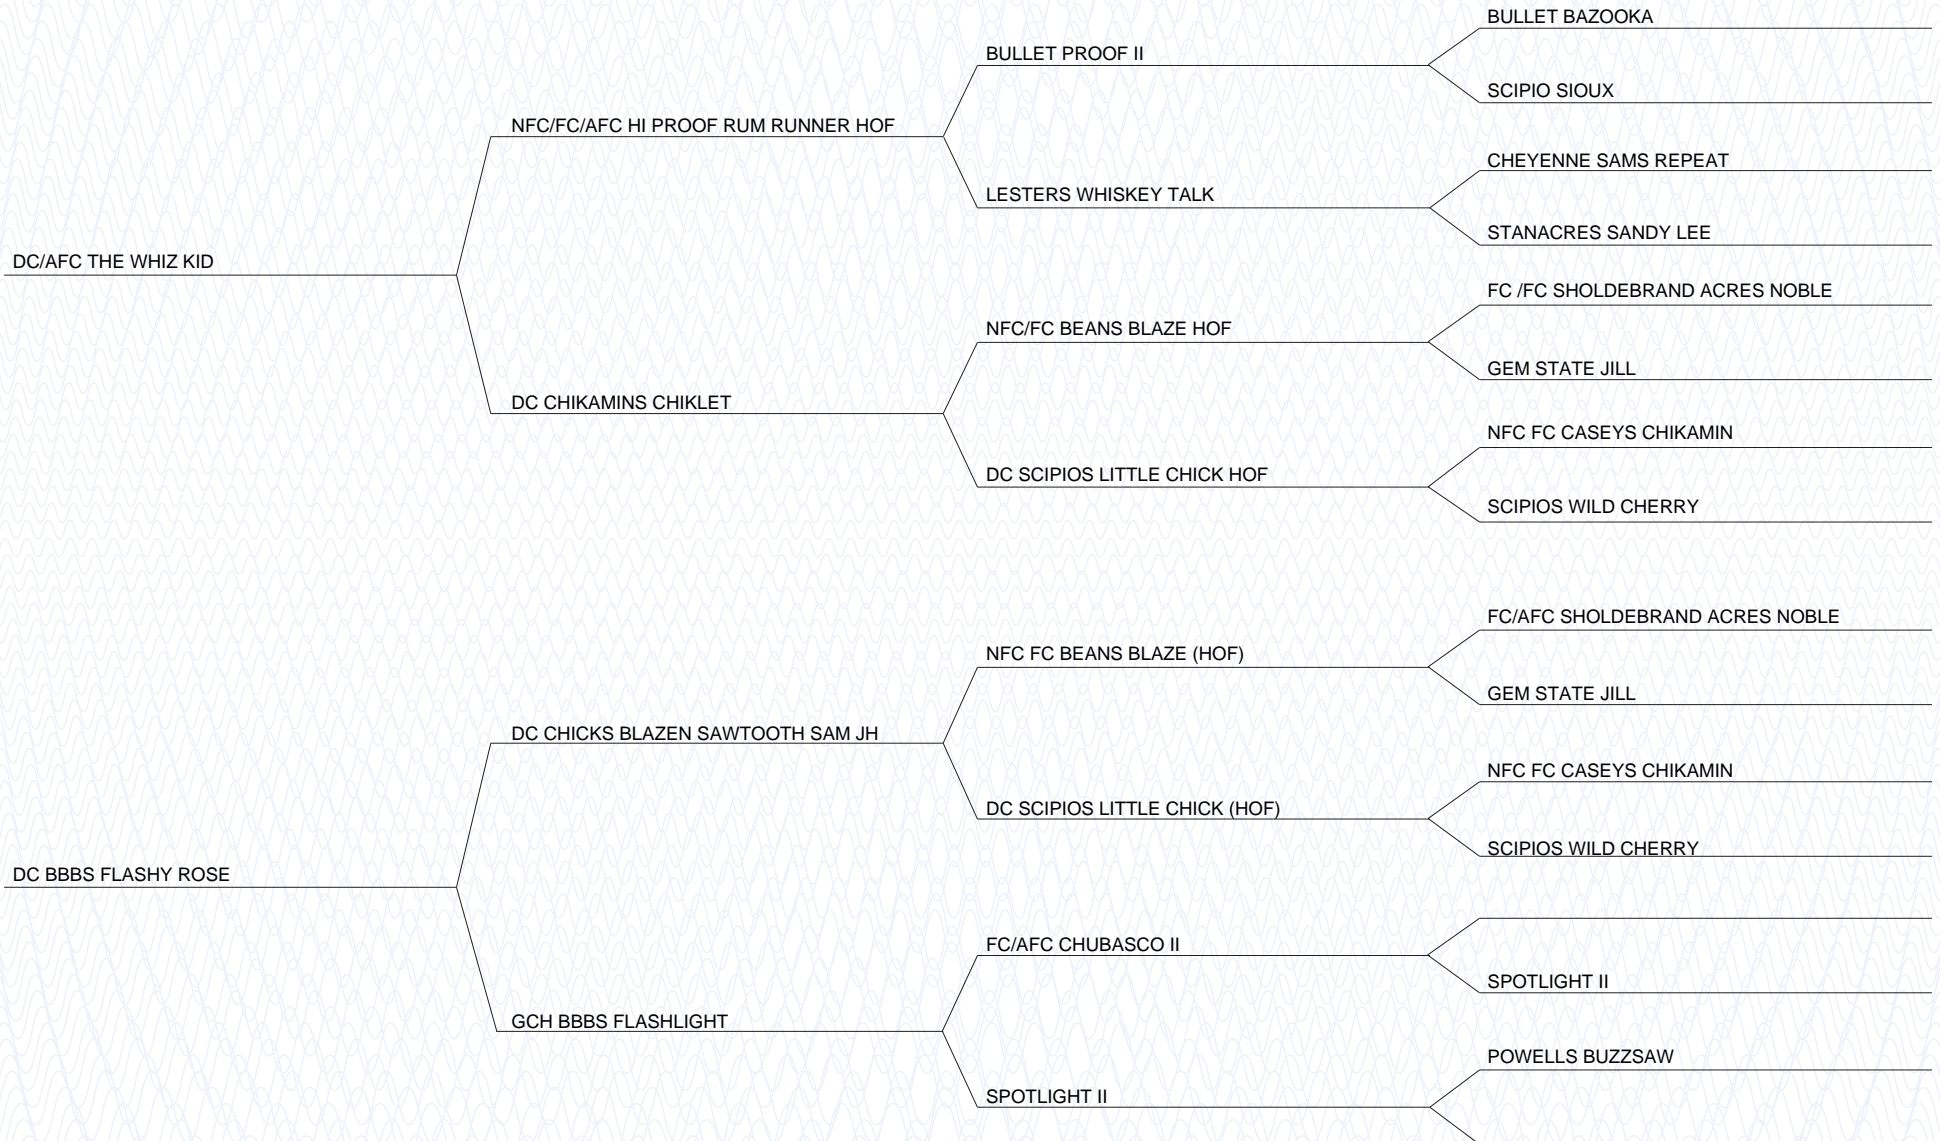 BULLET BAZOOKA
BULLET PROOF II
SCIPIO SIOUX
NFC/FC/AFC HI PROOF RUM RUNNER HOF
CHEYENNE SAMS REPEAT
LESTERS WHISKEY TALK
STANACRES SANDY LEE
DC/AFC THE WHIZ KID
FC /FC SHOLDEBRAND ACRES NOBLE
NFC/FC BEANS BLAZE HOF
GEM STATE JILL
DC CHIKAMINS CHIKLET
NFC FC CASEYS CHIKAMIN
DC SCIPIOS LITTLE CHICK HOF
SCIPIOS WILD CHERRY
FC/AFC SHOLDEBRAND ACRES NOBLE
NFC FC BEANS BLAZE (HOF)
GEM STATE JILL
DC CHICKS BLAZEN SAWTOOTH SAM JH
NFC FC CASEYS CHIKAMIN
DC SCIPIOS LITTLE CHICK (HOF)
SCIPIOS WILD CHERRY
DC BBBS FLASHY ROSE
FC/AFC CHUBASCO II
SPOTLIGHT II
GCH BBBS FLASHLIGHT
POWELLS BUZZSAW
SPOTLIGHT II